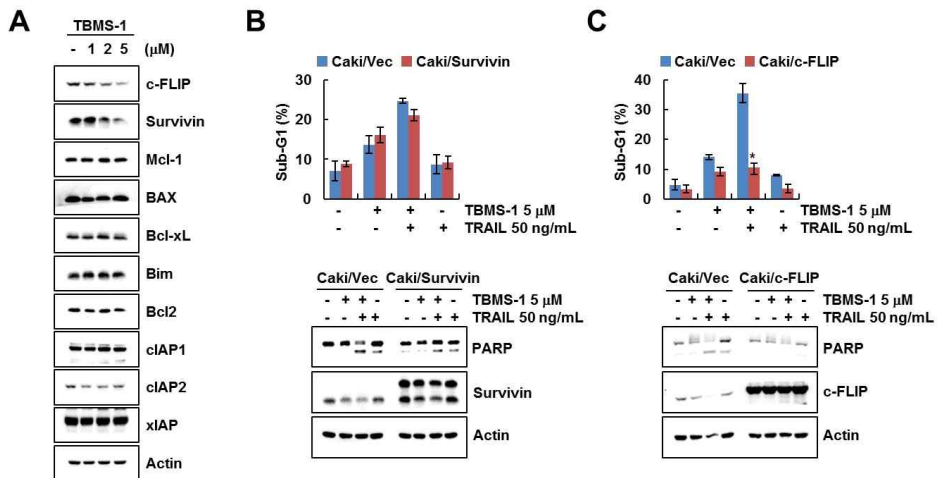 A
TBMS-1
- 1 2 5 (μM)
c-FLIP
Survivin
Mcl-1
BAX
Bcl-xL
Bim
Bcl2
cIAP1
cIAP2
xIAP
Actin
B
Caki/Vec Caki/Survivin
Sub-G1 (%)
40
30
20
10
0
- + + - TBMS-1 5 μM
- - + + TRAIL 50 ng/mL
Caki/Vec Caki/Survivin
- + + - - + + - TBMS-1 5 μM
- - + + - - + + TRAIL 50 ng/mL
PARP
Survivin
Actin
C
Caki/Vec Caki/c-FLIP
Sub-G1 (%)
40
30
20
10
0
*
- + + - TBMS-1 5 μM
- - + + TRAIL 50 ng/mL
Caki/Vec Caki/c-FLIP
- + + - - + + - TBMS-1 5 μM
- - + + - - + + TRAIL 50 ng/mL
PARP
c-FLIP
Actin